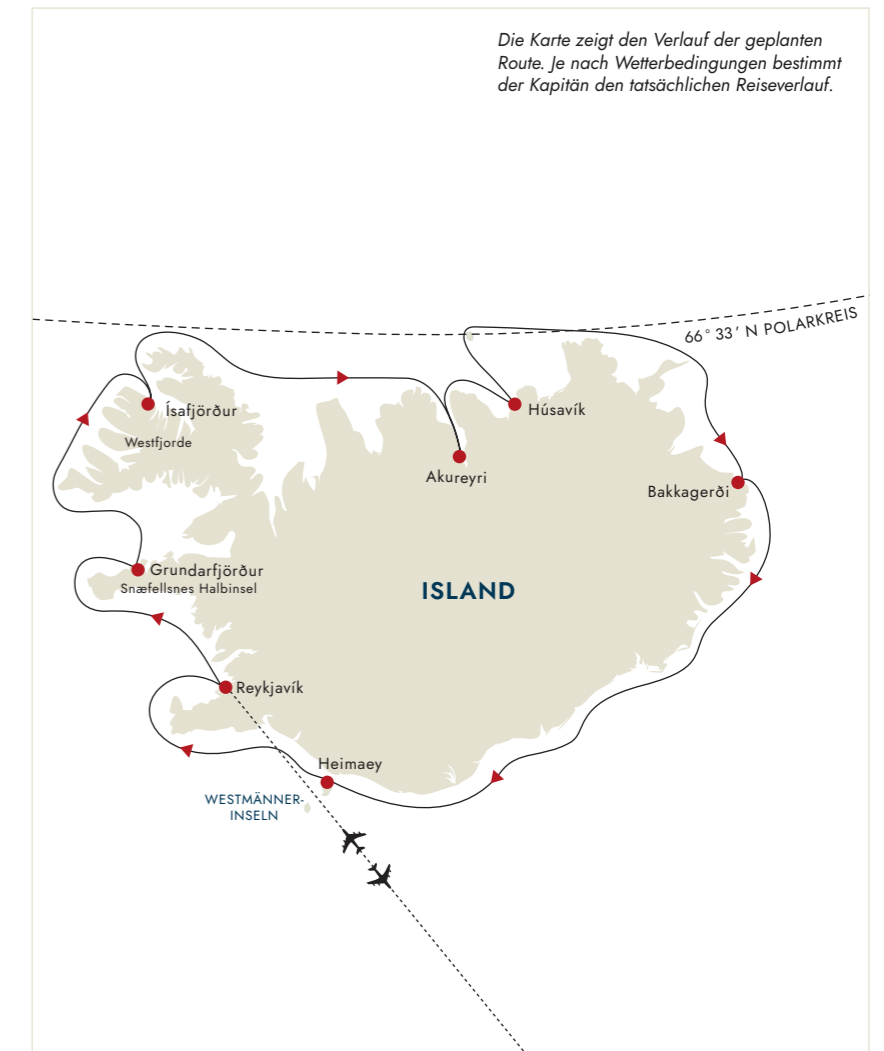 Die Karte zeigt den Verlauf der geplanten
Route. Je nach Wetterbedingungen bestimmt
der Kapitän den tatsächlichen Reiseverlauf.
66° 33′ N POLARKREIS
Ísafjörður
Húsavík
Westfjorde
Akureyri
Bakkagerði
Grundarfjörður
Snæfellsnes Halbinsel
ISLAND
Reykjavík
Heimaey
WESTMÄNNER-
INSELN